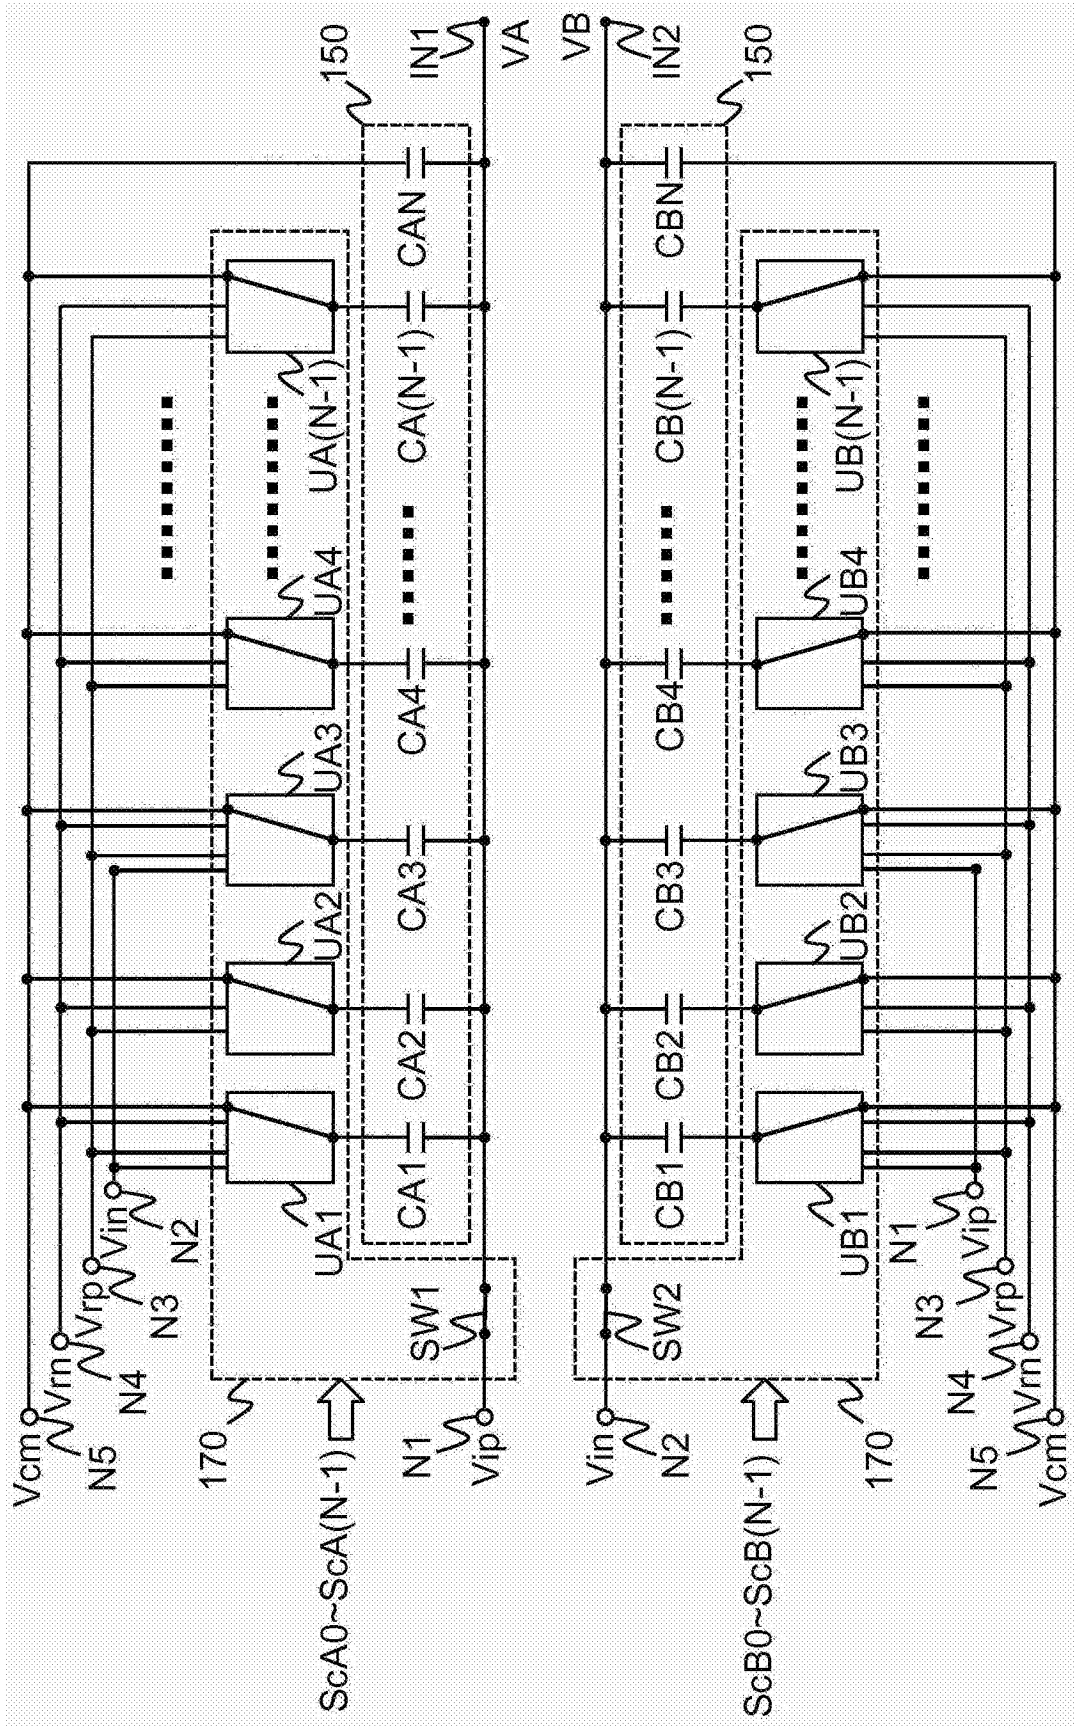 Vcm
N5
Vrn
N4
Vrp
N3
Vin
N2
UA1
UA2
UA3
UA4
UA(N-1)
150
170
CA1
CA2
CA3
CA4
CA(N-1)
CAN
ScA0~ScA(N-1)
N1
Vip
SW1
IN1
VA
Vin
N2
SW2
VB
IN2
CB1
CB2
CB3
CB4
CB(N-1)
CBN
150
ScB0~ScB(N-1)
170
UB1
UB2
UB3
UB4
UB(N-1)
N1
Vip
N3
Vrp
N4
Vrn
N5
Vcm